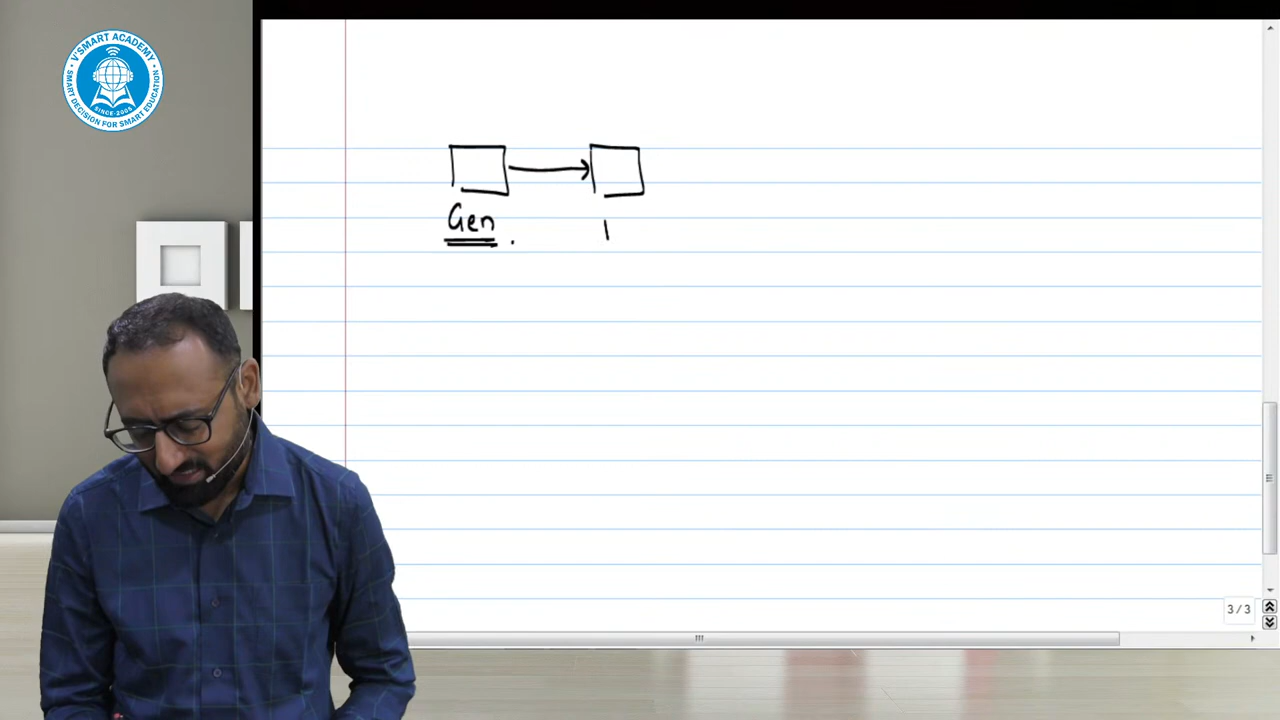 V'SMART ACADEMY
SMART DECISION FOR SMART EDUCATION
SINCE-2005
Gen
3 / 3